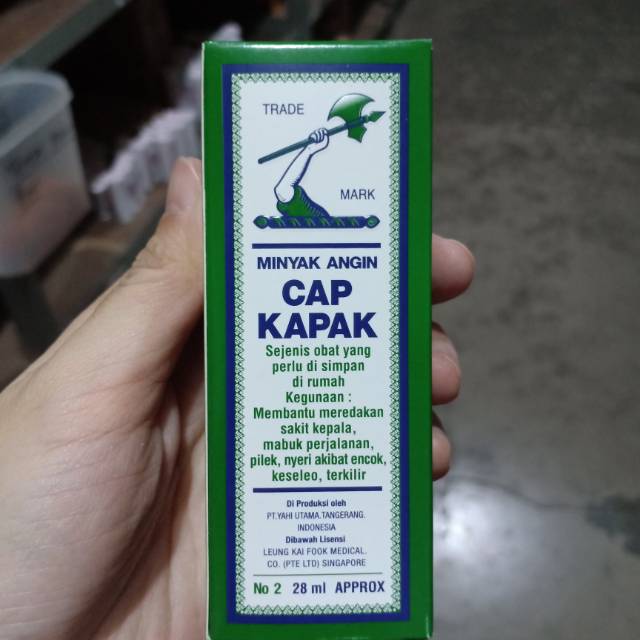 TRADE
MARK
MINYAK ANGIN
CAP
KAPAK
Sejenis obat yang
perlu di simpan
di rumah
Kegunaan :
Membantu meredakan
sakit kepala,
mabuk perjalanan,
pilek, nyeri akibat encok,
keseleo, terkilir
Di Produksi oleh
PT.YAHI UTAMA.TANGERANG.
INDONESIA
Dibawah Lisensi
LEUNG KAI FOOK MEDICAL.
CO. (PTE LTD) SINGAPORE
No 2 28 ml APPROX